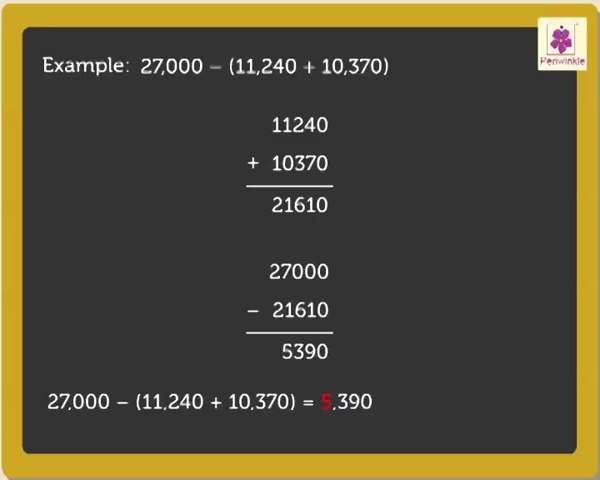 Periwinkle
Example: 27,000 – (11,240 + 10,370)
11240
+ 10370
21610
27000
– 21610
5390
27,000 – (11,240 + 10,370) = 5,390